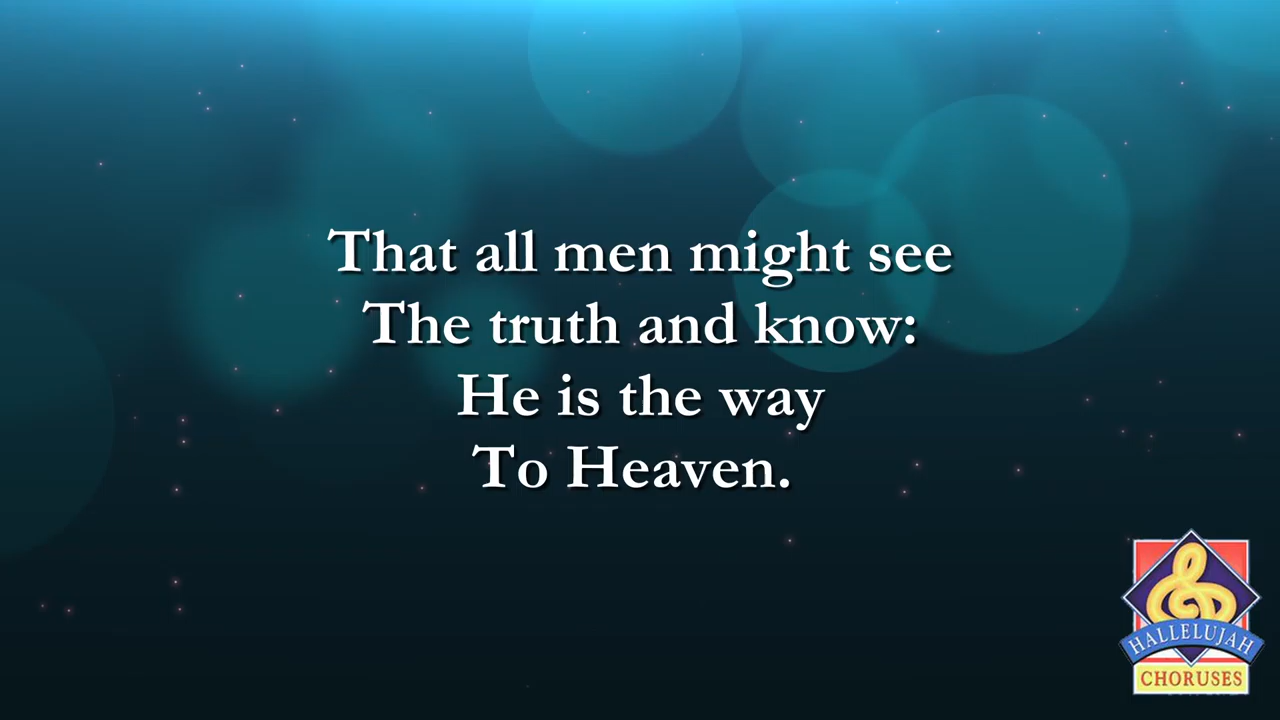 That all men might see
The truth and know:
He is the way
To Heaven.
HALLELUJAH
CHORUSES